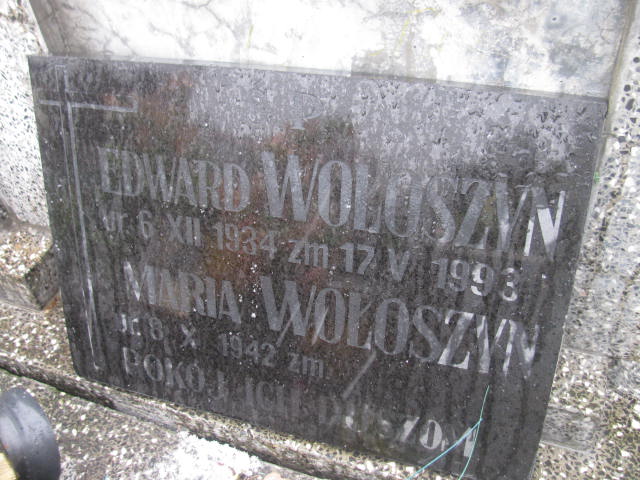 Ś P
EDWARD WOŁOSZYN
ur. 6 XII 1934 zm 17 V 1993
MARIA WOŁOSZYN
ur 8. X 1942 zm.
POKÓJ ICH DUSZOM